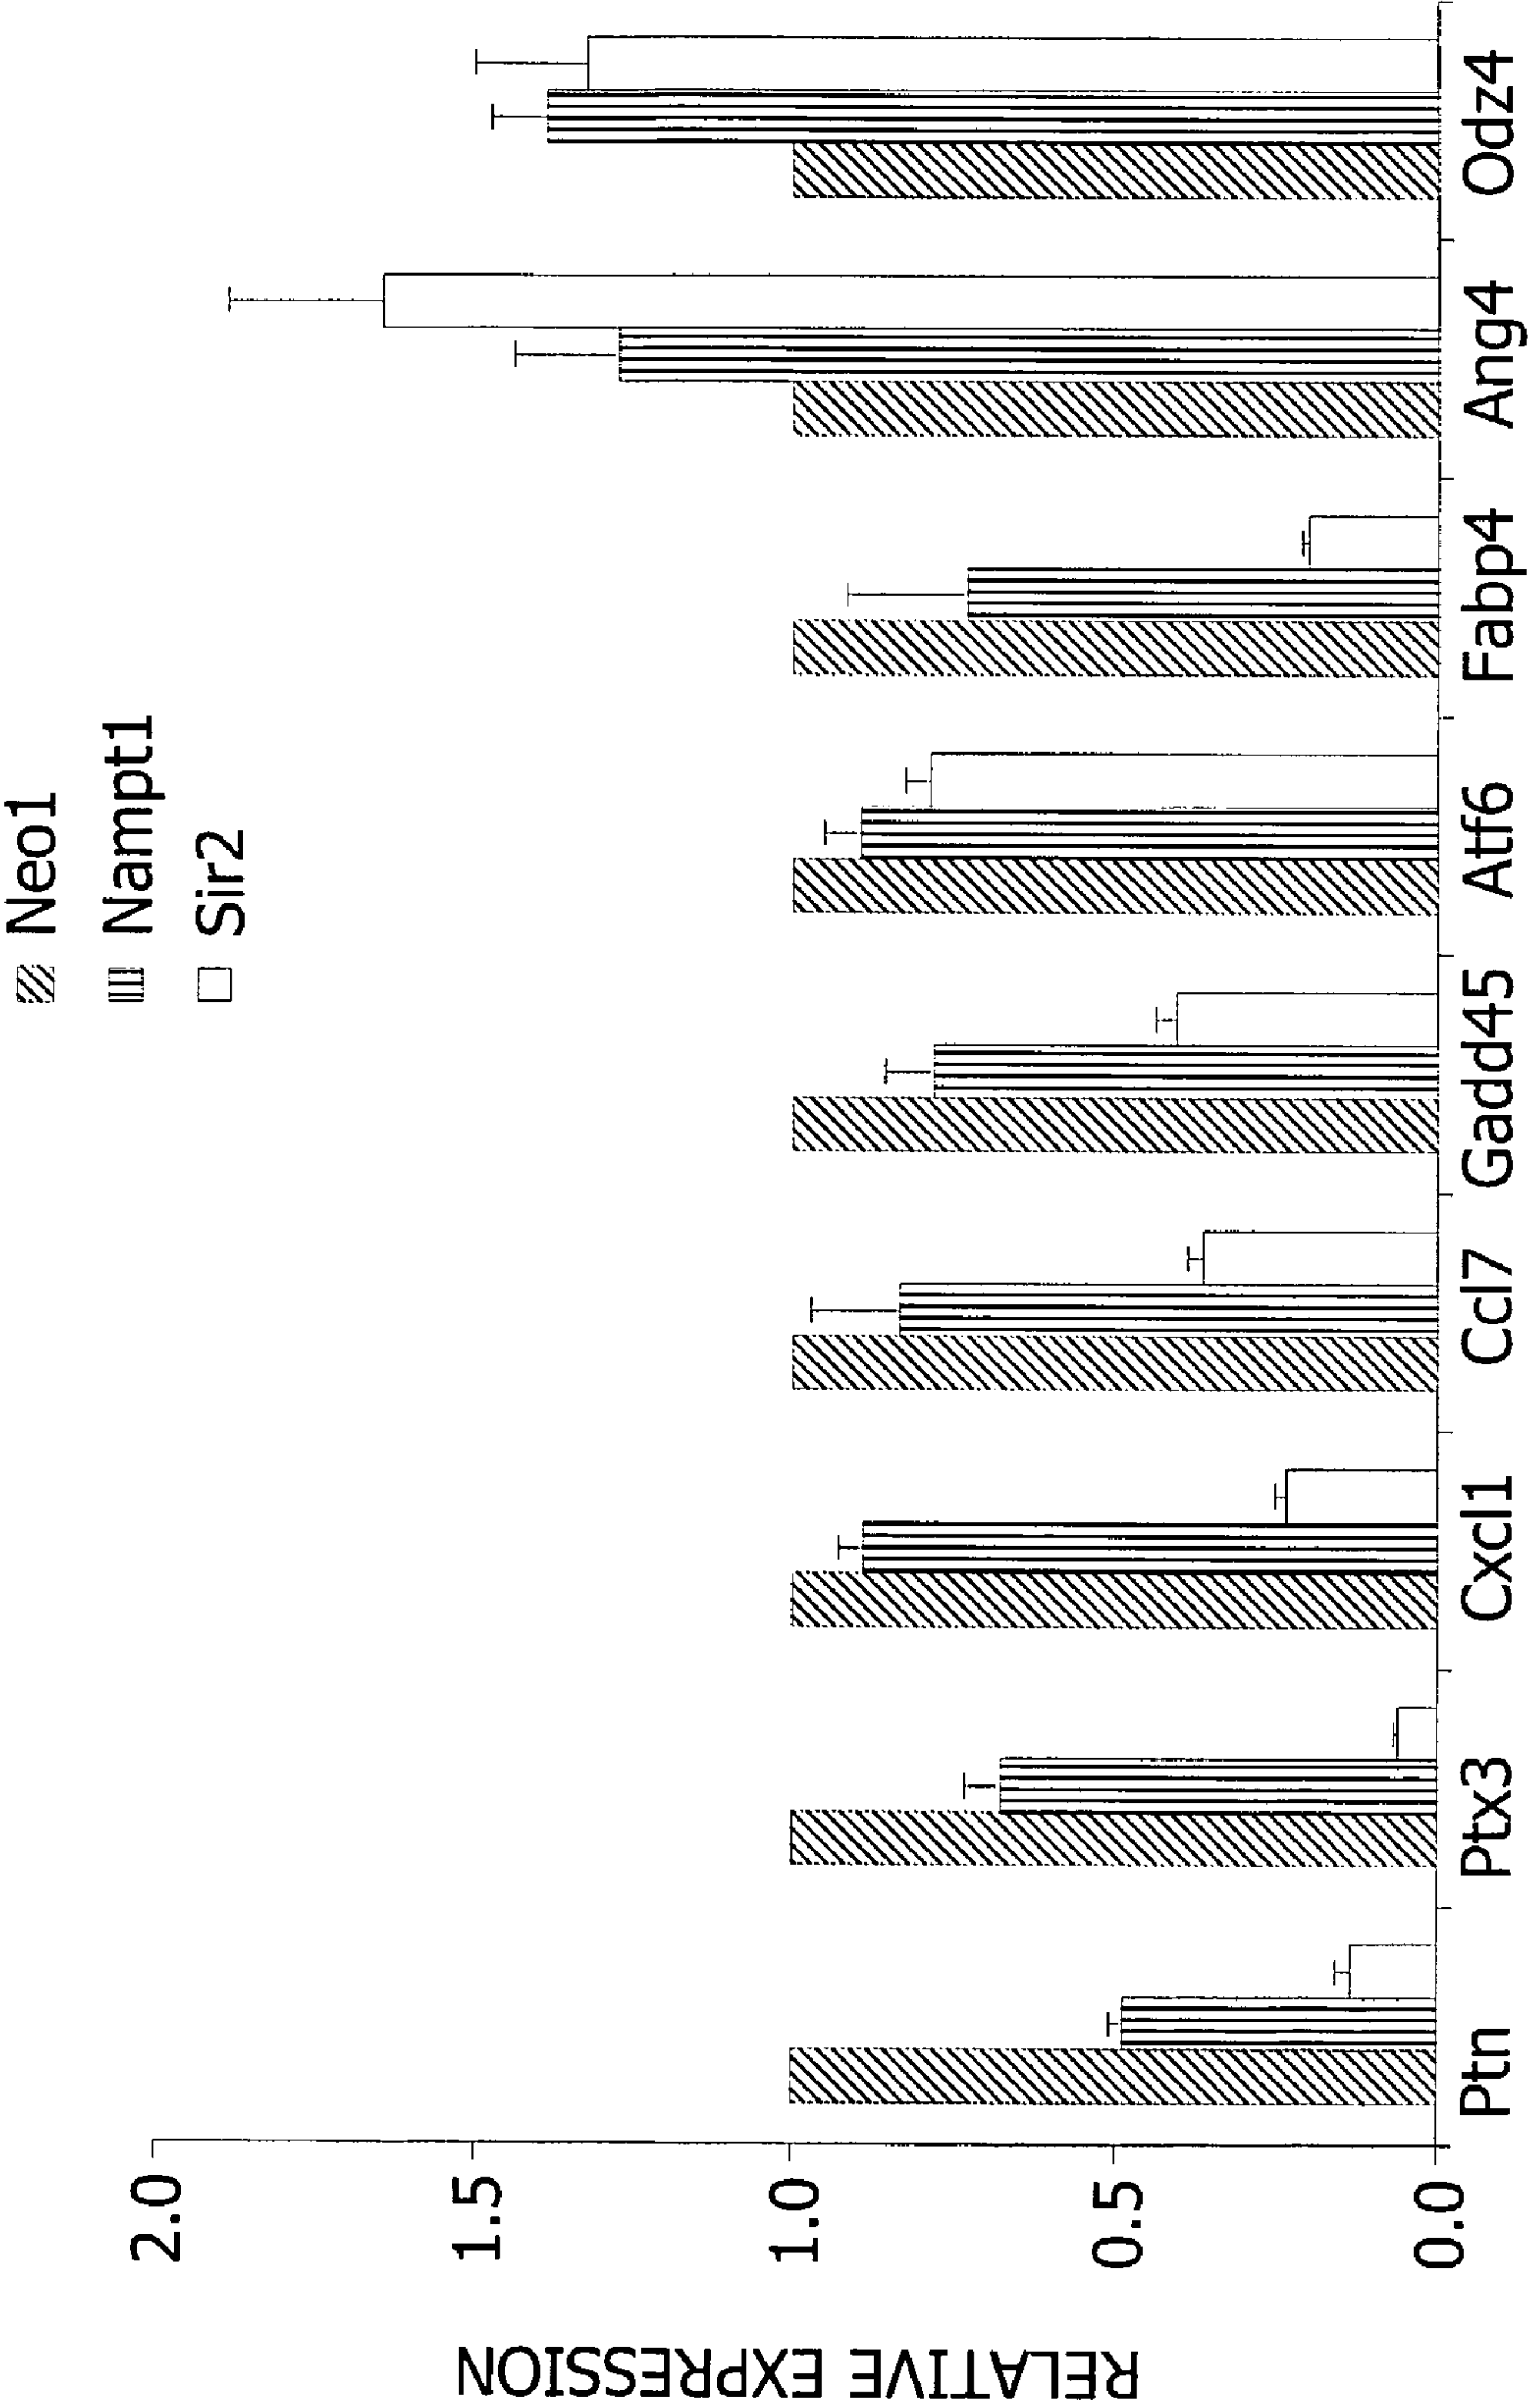 Neo1
Nampt1
Sir2
RELATIVE EXPRESSION
2.0
1.5
1.0
0.5
0.0
Ptn
Ptx3
Cxcl1
Ccl7
Gadd45
Atf6
Fabp4
Ang4
Odz4